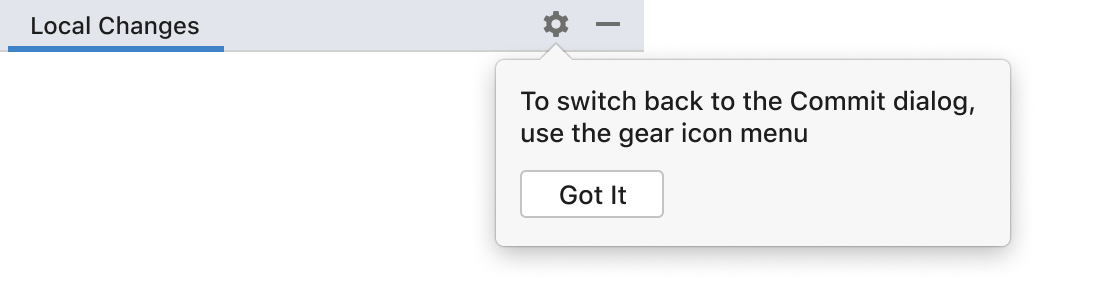 Local Changes
To switch back to the Commit dialog,
use the gear icon menu
Got It